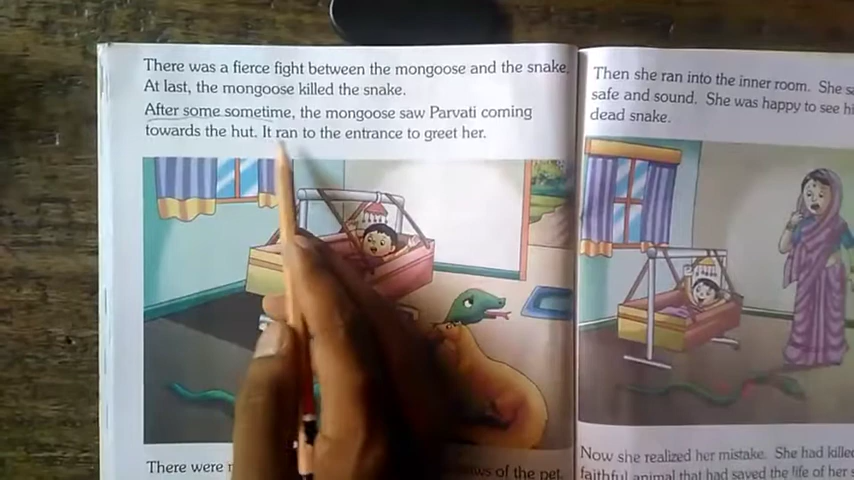 There was a fierce fight between the mongoose and the snake.
At last, the mongoose killed the snake.
After some sometime, the mongoose saw Parvati coming
towards the hut. It ran to the entrance to greet her.
There were
of the pet.
Then she ran into the inner room. She
safe and sound. She was happy to see
dead snake.
Now she realized her mistake. She had killed
faithful animal that had saved the life of her